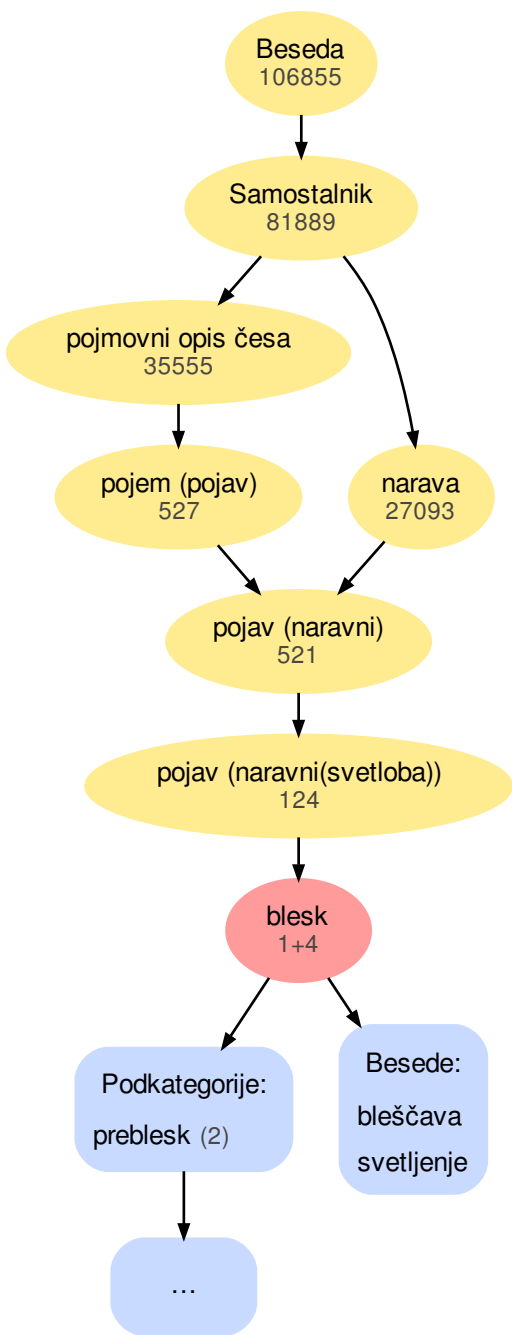 Beseda
106855
Samostalnik
81889
pojmovni opis česa
35555
pojem (pojav)
527
narava
27093
pojav (naravni)
521
pojav (naravni(svetloba))
124
blesk
1+4
Podkategorije:
preblesk (2)
Besede:
bleščava
svetljenje
...